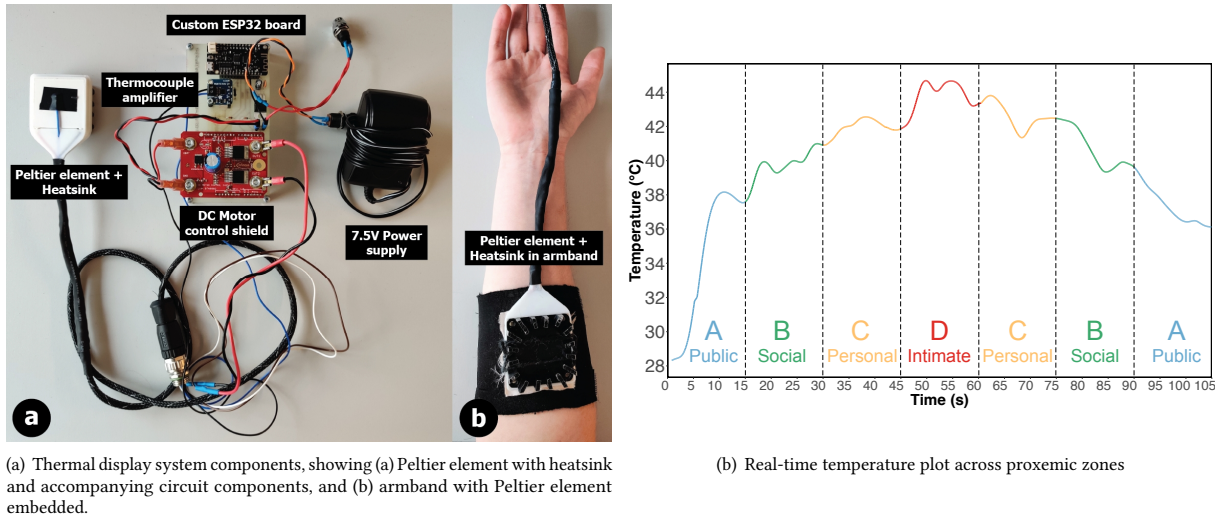 Custom ESP32 board
Thermocouple
amplifier
Peltier element +
Heatsink
DC Motor
control shield
7.5V Power
supply
a
Peltier element +
Heatsink in armband
b
Temperature (°C)
44
42
40
38
36
34
32
30
28
A B C D C B A
Public Social Personal Intimate Personal Social Public
0 5 10 15 20 25 30 35 40 45 50 55 60 65 70 75 80 85 90 95 100 105
Time (s)
(a) Thermal display system components, showing (a) Peltier element with heatsink
and accompanying circuit components, and (b) armband with Peltier element
embedded.
(b) Real-time temperature plot across proxemic zones